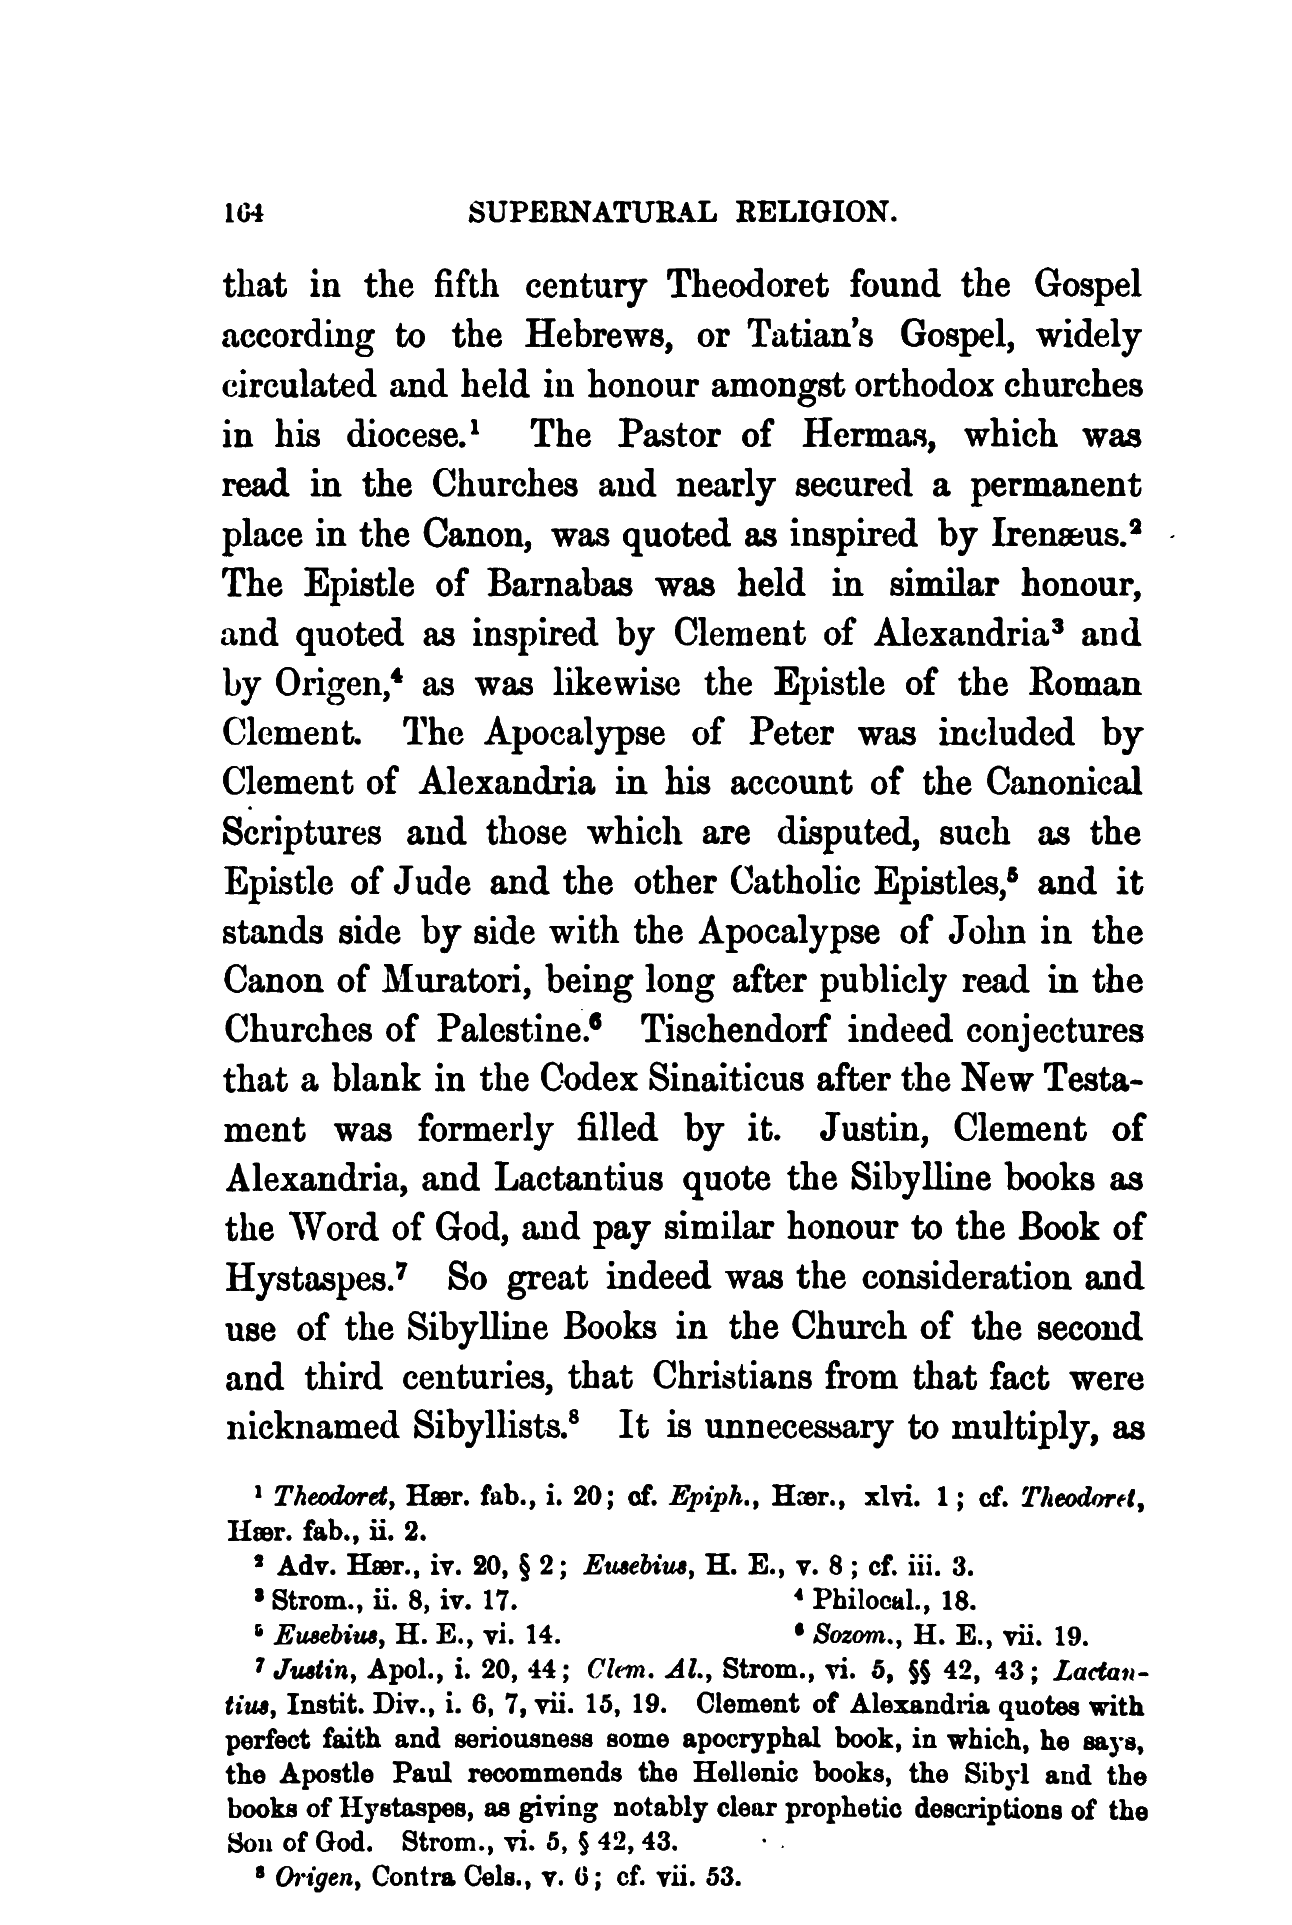 164 SUPERNATURAL RELIGION.
that in the fifth century Theodoret found the Gospel
according to the Hebrews, or Tatian's Gospel, widely
circulated and held in honour amongst orthodox churches
in his diocese.¹ The Pastor of Hermas, which was
read in the Churches and nearly secured a permanent
place in the Canon, was quoted as inspired by Irenæus.²
The Epistle of Barnabas was held in similar honour,
and quoted as inspired by Clement of Alexandria³ and
by Origen,⁴ as was likewise the Epistle of the Roman
Clement. The Apocalypse of Peter was included by
Clement of Alexandria in his account of the Canonical
Scriptures and those which are disputed, such as the
Epistle of Jude and the other Catholic Epistles,⁵ and it
stands side by side with the Apocalypse of John in the
Canon of Muratori, being long after publicly read in the
Churches of Palestine.⁶ Tischendorf indeed conjectures
that a blank in the Codex Sinaiticus after the New Testa-
ment was formerly filled by it. Justin, Clement of
Alexandria, and Lactantius quote the Sibylline books as
the Word of God, and pay similar honour to the Book of
Hystaspes.⁷ So great indeed was the consideration and
use of the Sibylline Books in the Church of the second
and third centuries, that Christians from that fact were
nicknamed Sibyllists.⁸ It is unnecessary to multiply, as
¹ Theodoret, Hær. fab., i. 20; cf. Epiph., Hær., xlvi. 1; cf. Theodoret,
Hær. fab., ii. 2.
² Adv. Hær., iv. 20, § 2; Eusebius, H. E., v. 8; cf. iii. 3.
³ Strom., ii. 8, iv. 17. ⁴ Philocal., 18.
⁵ Eusebius, H. E., vi. 14. ⁶ Sozom., H. E., vii. 19.
⁷ Justin, Apol., i. 20, 44; Clem. Al., Strom., vi. 5, §§ 42, 43; Lactan-
tius, Instit. Div., i. 6, 7, vii. 15, 19. Clement of Alexandria quotes with
perfect faith and seriousness some apocryphal book, in which, he says,
the Apostle Paul recommends the Hellenic books, the Sibyl and the
books of Hystaspes, as giving notably clear prophetic descriptions of the
Son of God. Strom., vi. 5, § 42, 43.
⁸ Origen, Contra Cels., v. 6; cf. vii. 53.